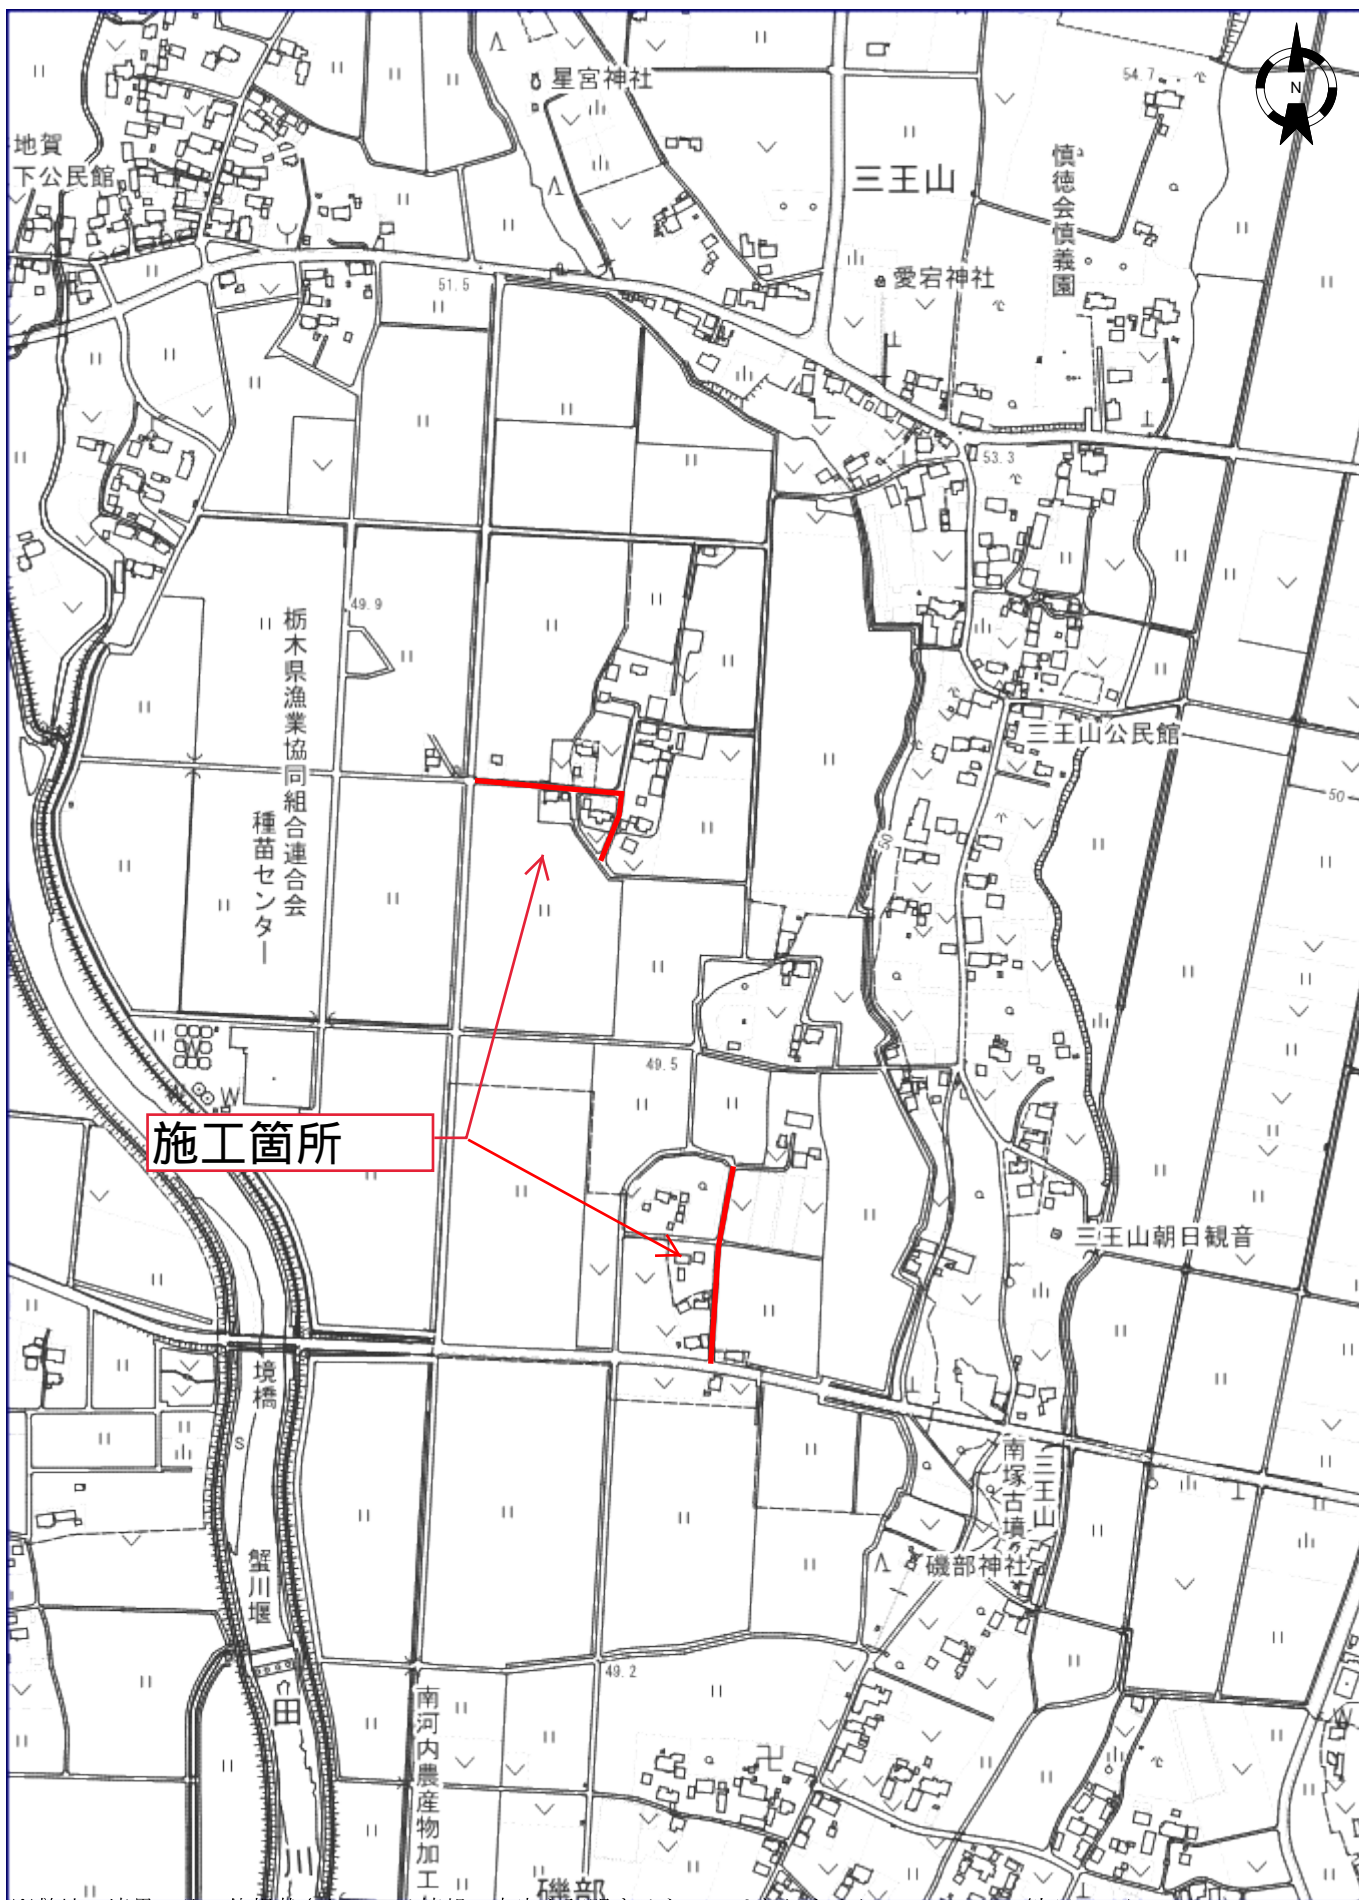 N
54.7
星宮神社
地賀
下公民館
三王山
慎徳会慎義園
愛宕神社
51.5
53.3
49.9
栃木県漁業協同組合連合会
種苗センター
三王山公民館
50
50
49.5
W
W
施工箇所
三王山朝日観音
境橋
S
三王山
南塚古墳
磯部神社
蟹川堰
49.2
田
川
南河内農産物加工
W
磯部